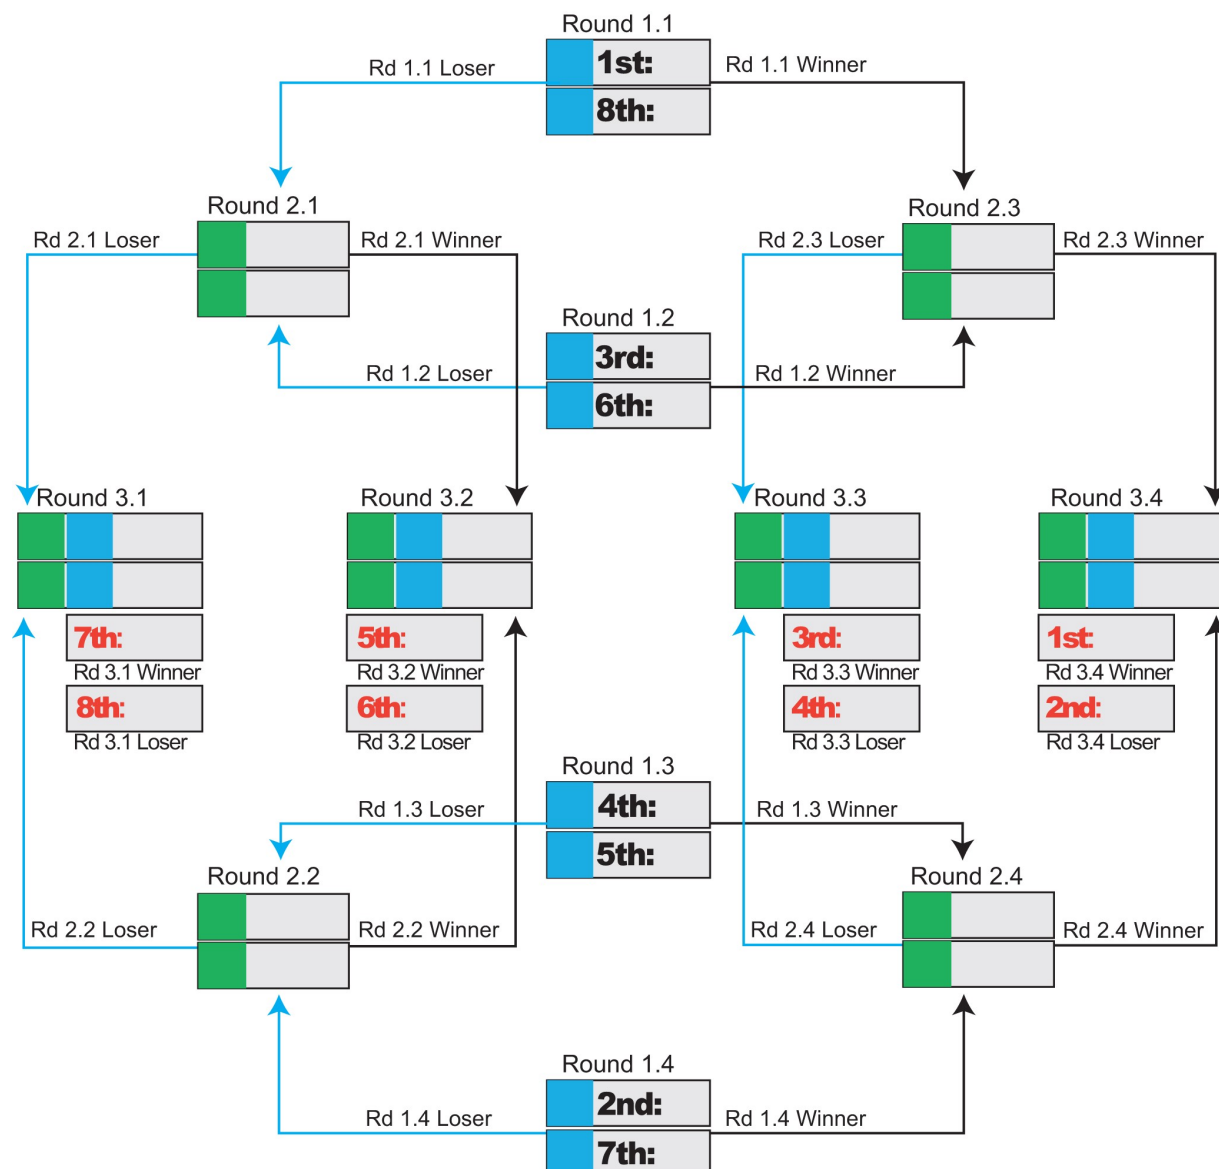 Round 1.1
Rd 1.1 Loser
1st:
Rd 1.1 Winner
8th:
Round 2.1
Round 2.3
Rd 2.1 Loser
Rd 2.1 Winner
Rd 2.3 Loser
Rd 2.3 Winner
Round 1.2
3rd:
Rd 1.2 Loser
Rd 1.2 Winner
6th:
Round 3.1
Round 3.2
Round 3.3
Round 3.4
7th:
5th:
3rd:
1st:
Rd 3.1 Winner
Rd 3.2 Winner
Rd 3.3 Winner
Rd 3.4 Winner
8th:
6th:
4th:
2nd:
Rd 3.1 Loser
Rd 3.2 Loser
Rd 3.3 Loser
Rd 3.4 Loser
Round 1.3
Rd 1.3 Loser
4th:
Rd 1.3 Winner
5th:
Round 2.2
Round 2.4
Rd 2.2 Loser
Rd 2.2 Winner
Rd 2.4 Loser
Rd 2.4 Winner
Round 1.4
2nd:
Rd 1.4 Loser
Rd 1.4 Winner
7th: